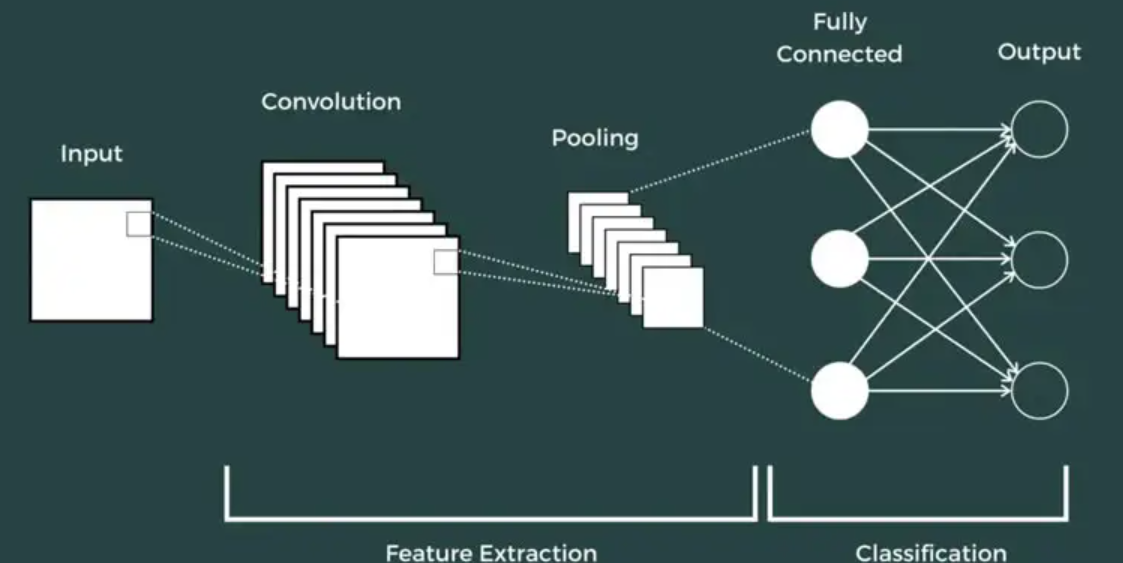 Fully
Connected
Output
Convolution
Pooling
Input
Feature Extraction
Classification